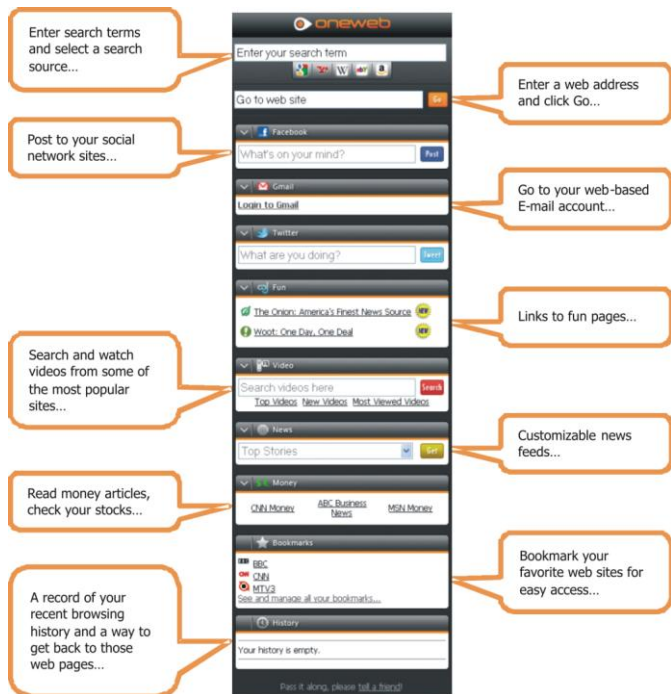 oneweb
Enter search terms
and select a search
source...
Enter your search term
Go to web site
Go
Enter a web address
and click Go...
Post to your social
network sites...
Facebook
What's on your mind?
Post
Gmail
Login to Gmail
Go to your web-based
E-mail account...
Twitter
What are you doing?
Tweet
Fun
The Onion: America's Finest News Source NEW
Woot: One Day, One Deal NEW
Links to fun pages...
Search and watch
videos from some of
the most popular
sites...
Video
Search videos here
Search
Top Videos New Videos Most Viewed Videos
News
Top Stories
Get
Customizable news
feeds...
Read money articles,
check your stocks...
Money
CNN Money
ABC Business
News
MSN Money
Bookmarks
BBC
CNN
MTV3
See and manage all your bookmarks...
Bookmark your
favorite web sites for
easy access...
A record of your
recent browsing
history and a way to
get back to those
web pages...
History
Your history is empty.
Pass it along, please tell a friend!